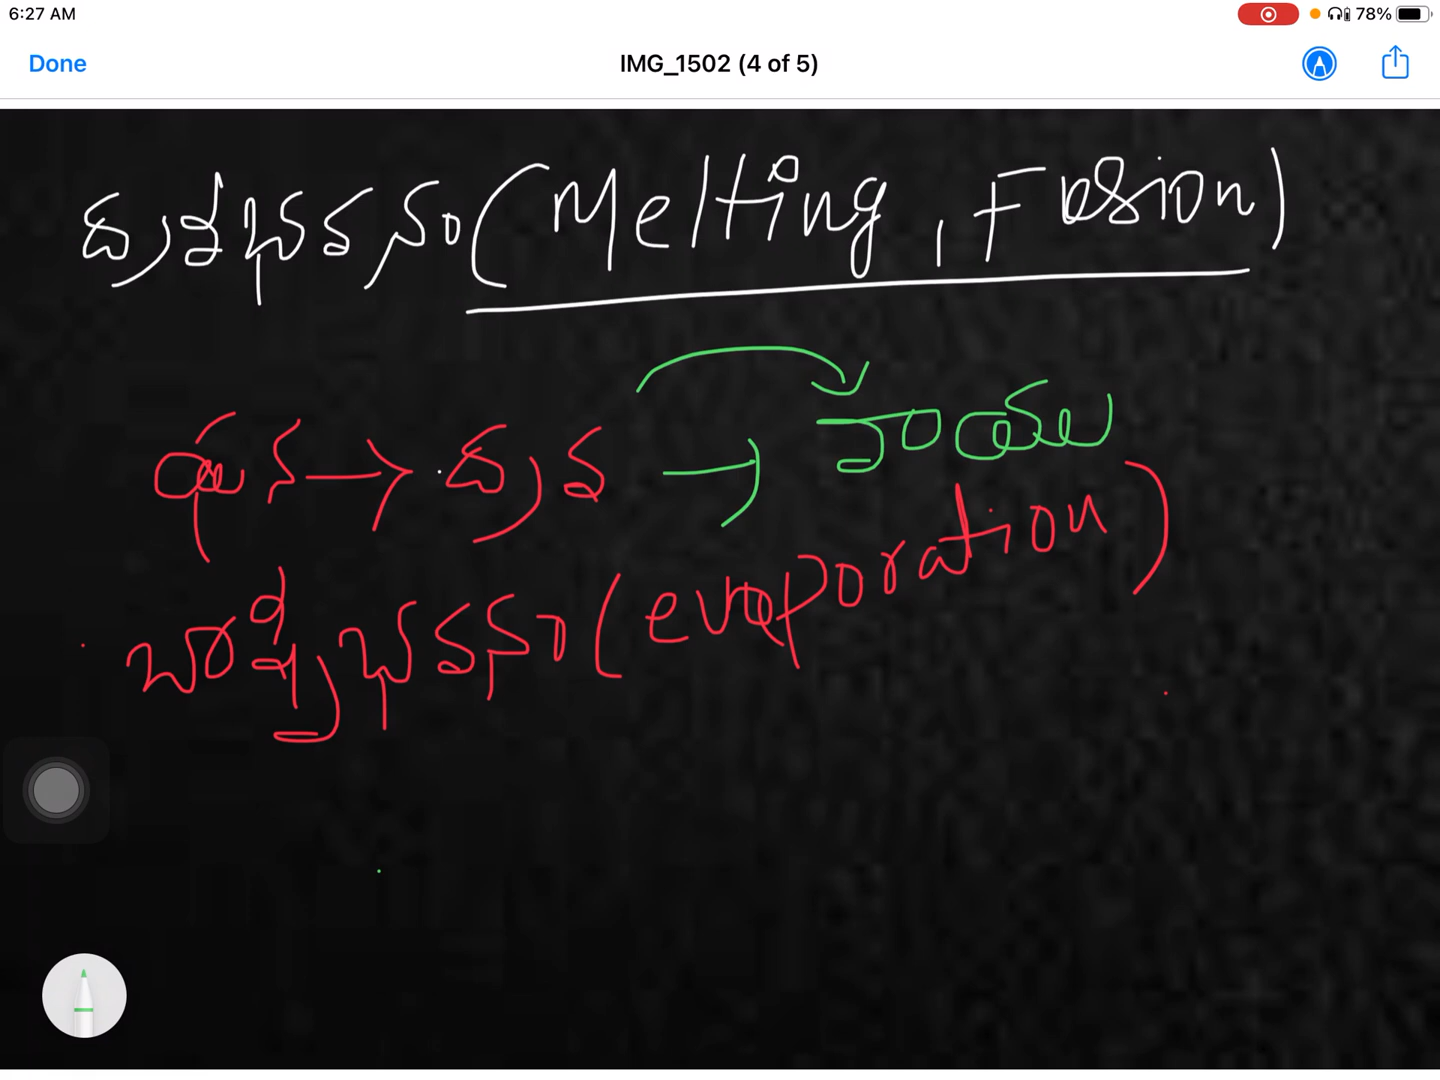 6:27 AM
78%
Done
IMG_1502 (4 of 5)
ద్రవీభవనం (Melting, Fusion)
ఘన → ద్రవ → వాయు
భాష్పీభవనం (evaporation)